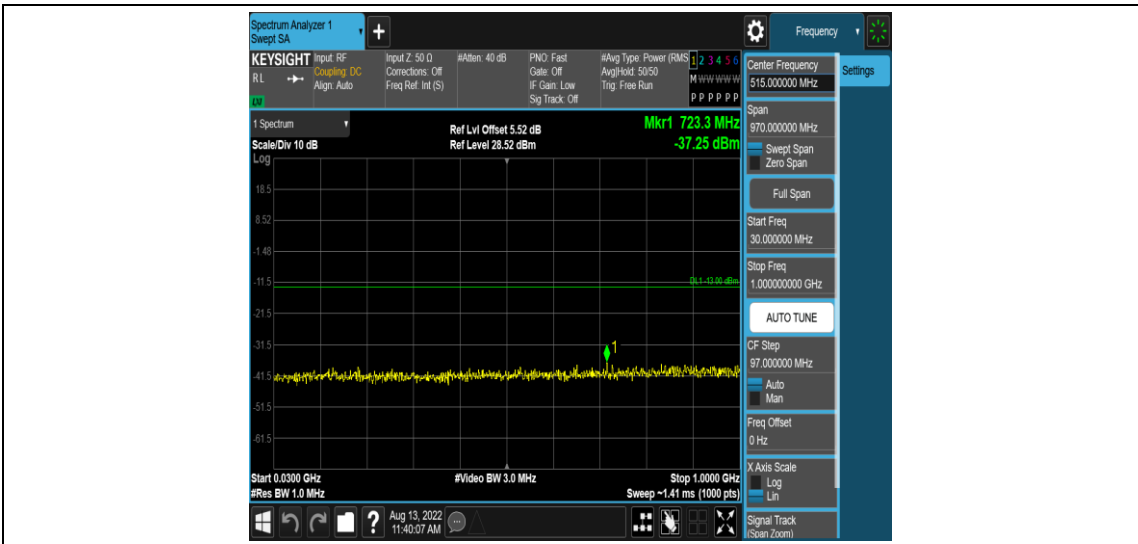 Spectrum Analyzer 1
Swept SA
+
Frequency
KEYSIGHT
RL
LNI
Input: RF
Coupling: DC
Align: Auto
Input Z: 50 Ω
Corrections: Off
Freq Ref: Int (S)
#Atten: 40 dB
PNO: Fast
Gate: Off
IF Gain: Low
Sig Track: Off
#Avg Type: Power (RMS
Avg|Hold: 50/50
Trig: Free Run
1 2 3 4 5 6
M W W W W W
P P P P P P
1 Spectrum
Scale/Div 10 dB
Ref Lvl Offset 5.52 dB
Ref Level 28.52 dBm
Mkr1 723.3 MHz
-37.25 dBm
Log
18.5
8.52
-1.48
-11.5
-21.5
-31.5
-41.5
-51.5
-61.5
DL1 -13.00 dBm
1
Start 0.0300 GHz
#Res BW 1.0 MHz
#Video BW 3.0 MHz
Stop 1.0000 GHz
Sweep ~1.41 ms (1000 pts)
Center Frequency
515.000000 MHz
Settings
Span
970.000000 MHz
Swept Span
Zero Span
Full Span
Start Freq
30.000000 MHz
Stop Freq
1.000000000 GHz
AUTO TUNE
CF Step
97.000000 MHz
Auto
Man
Freq Offset
0 Hz
X Axis Scale
Log
Lin
Signal Track
(Span Zoom)
?
Aug 13, 2022
11:40:07 AM